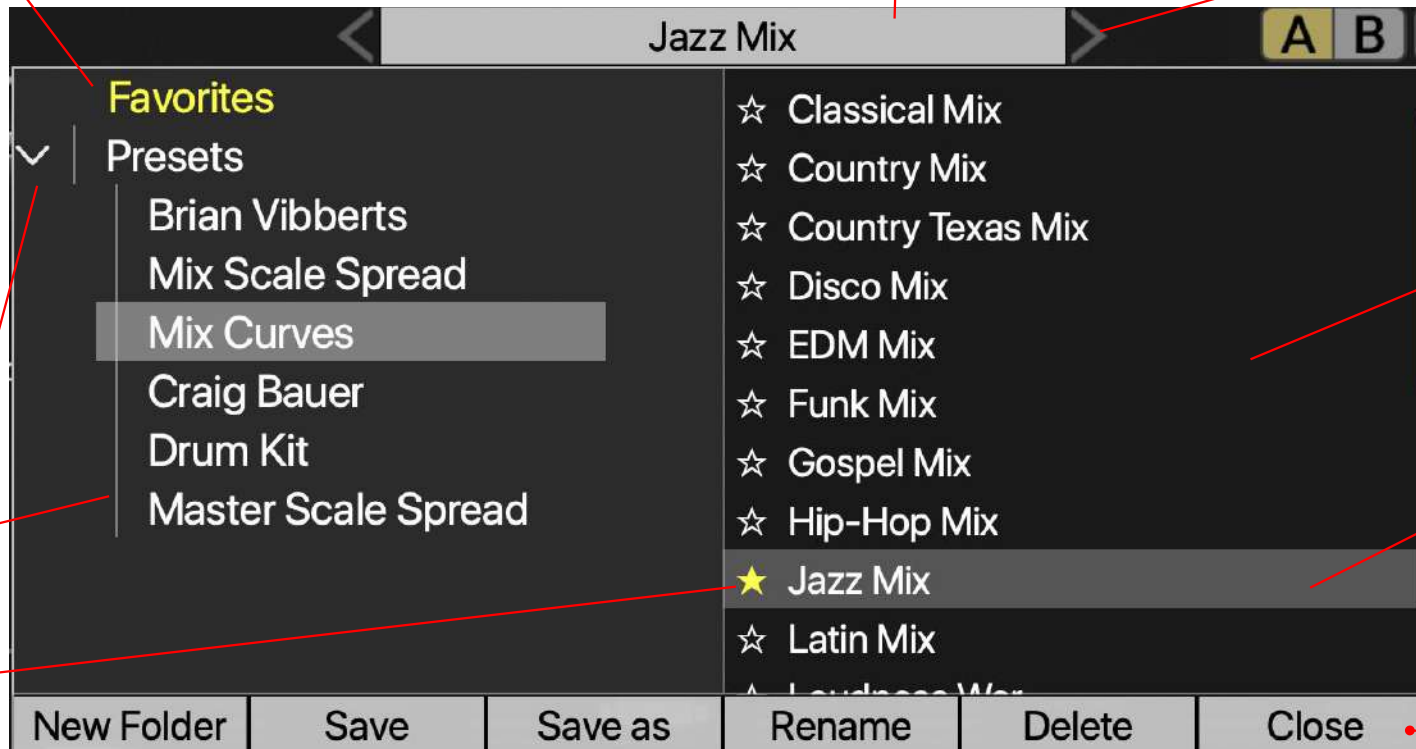 Jazz Mix
A B
Favorites
Presets
Brian Vibberts
Mix Scale Spread
Mix Curves
Craig Bauer
Drum Kit
Master Scale Spread
Classical Mix
Country Mix
Country Texas Mix
Disco Mix
EDM Mix
Funk Mix
Gospel Mix
Hip-Hop Mix
Jazz Mix
Latin Mix
Loudness War
New Folder Save Save as Rename Delete Close